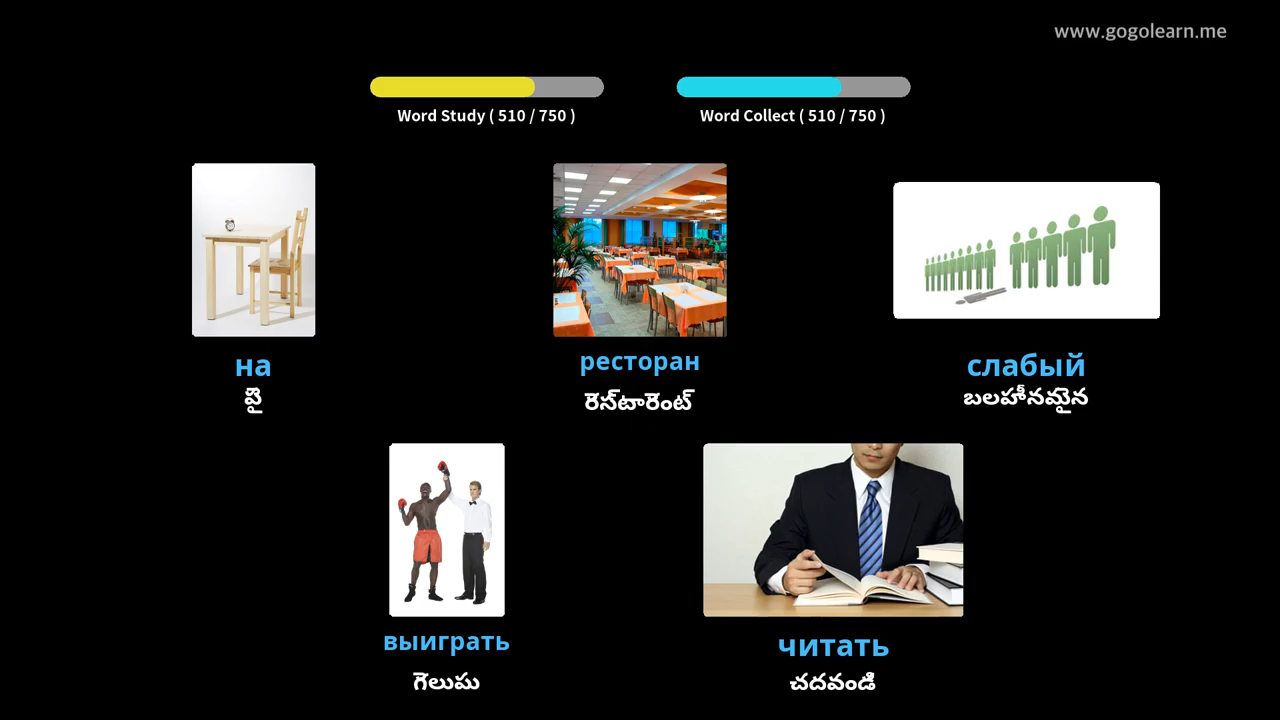 www.gogolearn.me
Word Study ( 510 / 750 )
Word Collect ( 510 / 750 )
на
పై
ресторан
రెస్టారెంట్
слабый
బలహీనమైన
выиграть
గెలుపు
читать
చదవండి